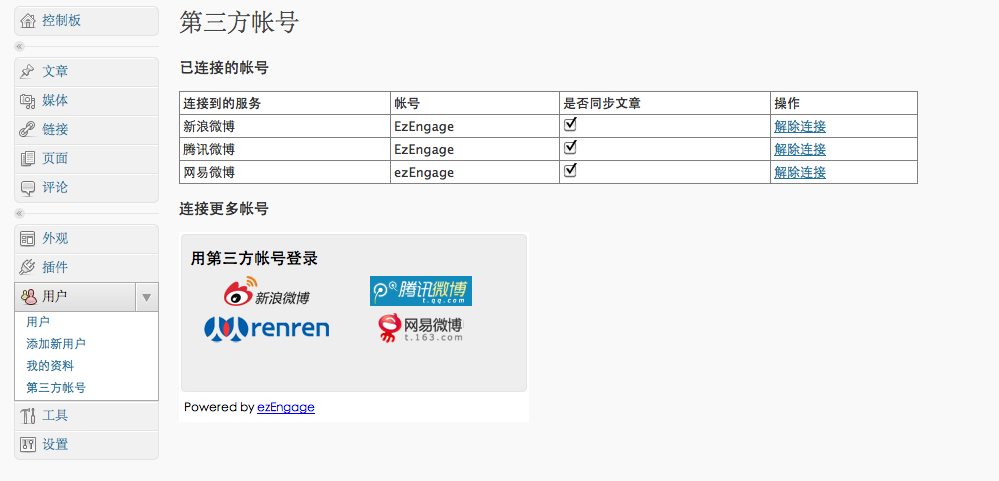 控制板
文章
媒体
链接
页面
评论
外观
插件
用户
用户
添加新用户
我的资料
第三方帐号
工具
设置
第三方帐号
已连接的帐号
连接到的服务 帐号 是否同步文章 操作
新浪微博 EzEngage 解除连接
腾讯微博 EzEngage 解除连接
网易微博 ezEngage 解除连接
连接更多帐号
用第三方帐号登录
新浪微博 腾讯微博
t.qq.com
renren 网易微博
t.163.com
Powered by ezEngage